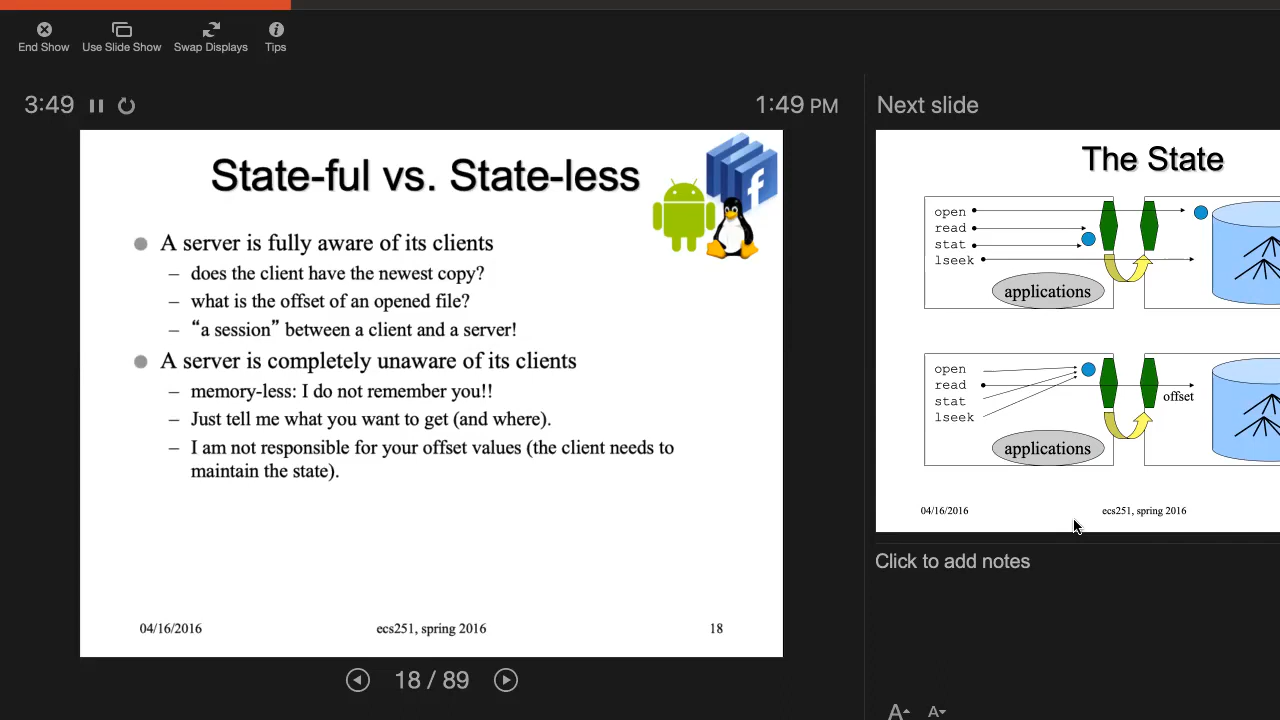 End Show
Use Slide Show
Swap Displays
Tips
3:49
1:49 PM
Next slide
State-ful vs. State-less
f
A server is fully aware of its clients
– does the client have the newest copy?
– what is the offset of an opened file?
– “a session” between a client and a server!
A server is completely unaware of its clients
– memory-less: I do not remember you!!
– Just tell me what you want to get (and where).
– I am not responsible for your offset values (the client needs to
maintain the state).
04/16/2016
ecs251, spring 2016
18
18 / 89
The State
open
read
stat
lseek
applications
open
read
stat
lseek
offset
applications
04/16/2016
ecs251, spring 2016
Click to add notes
A
A